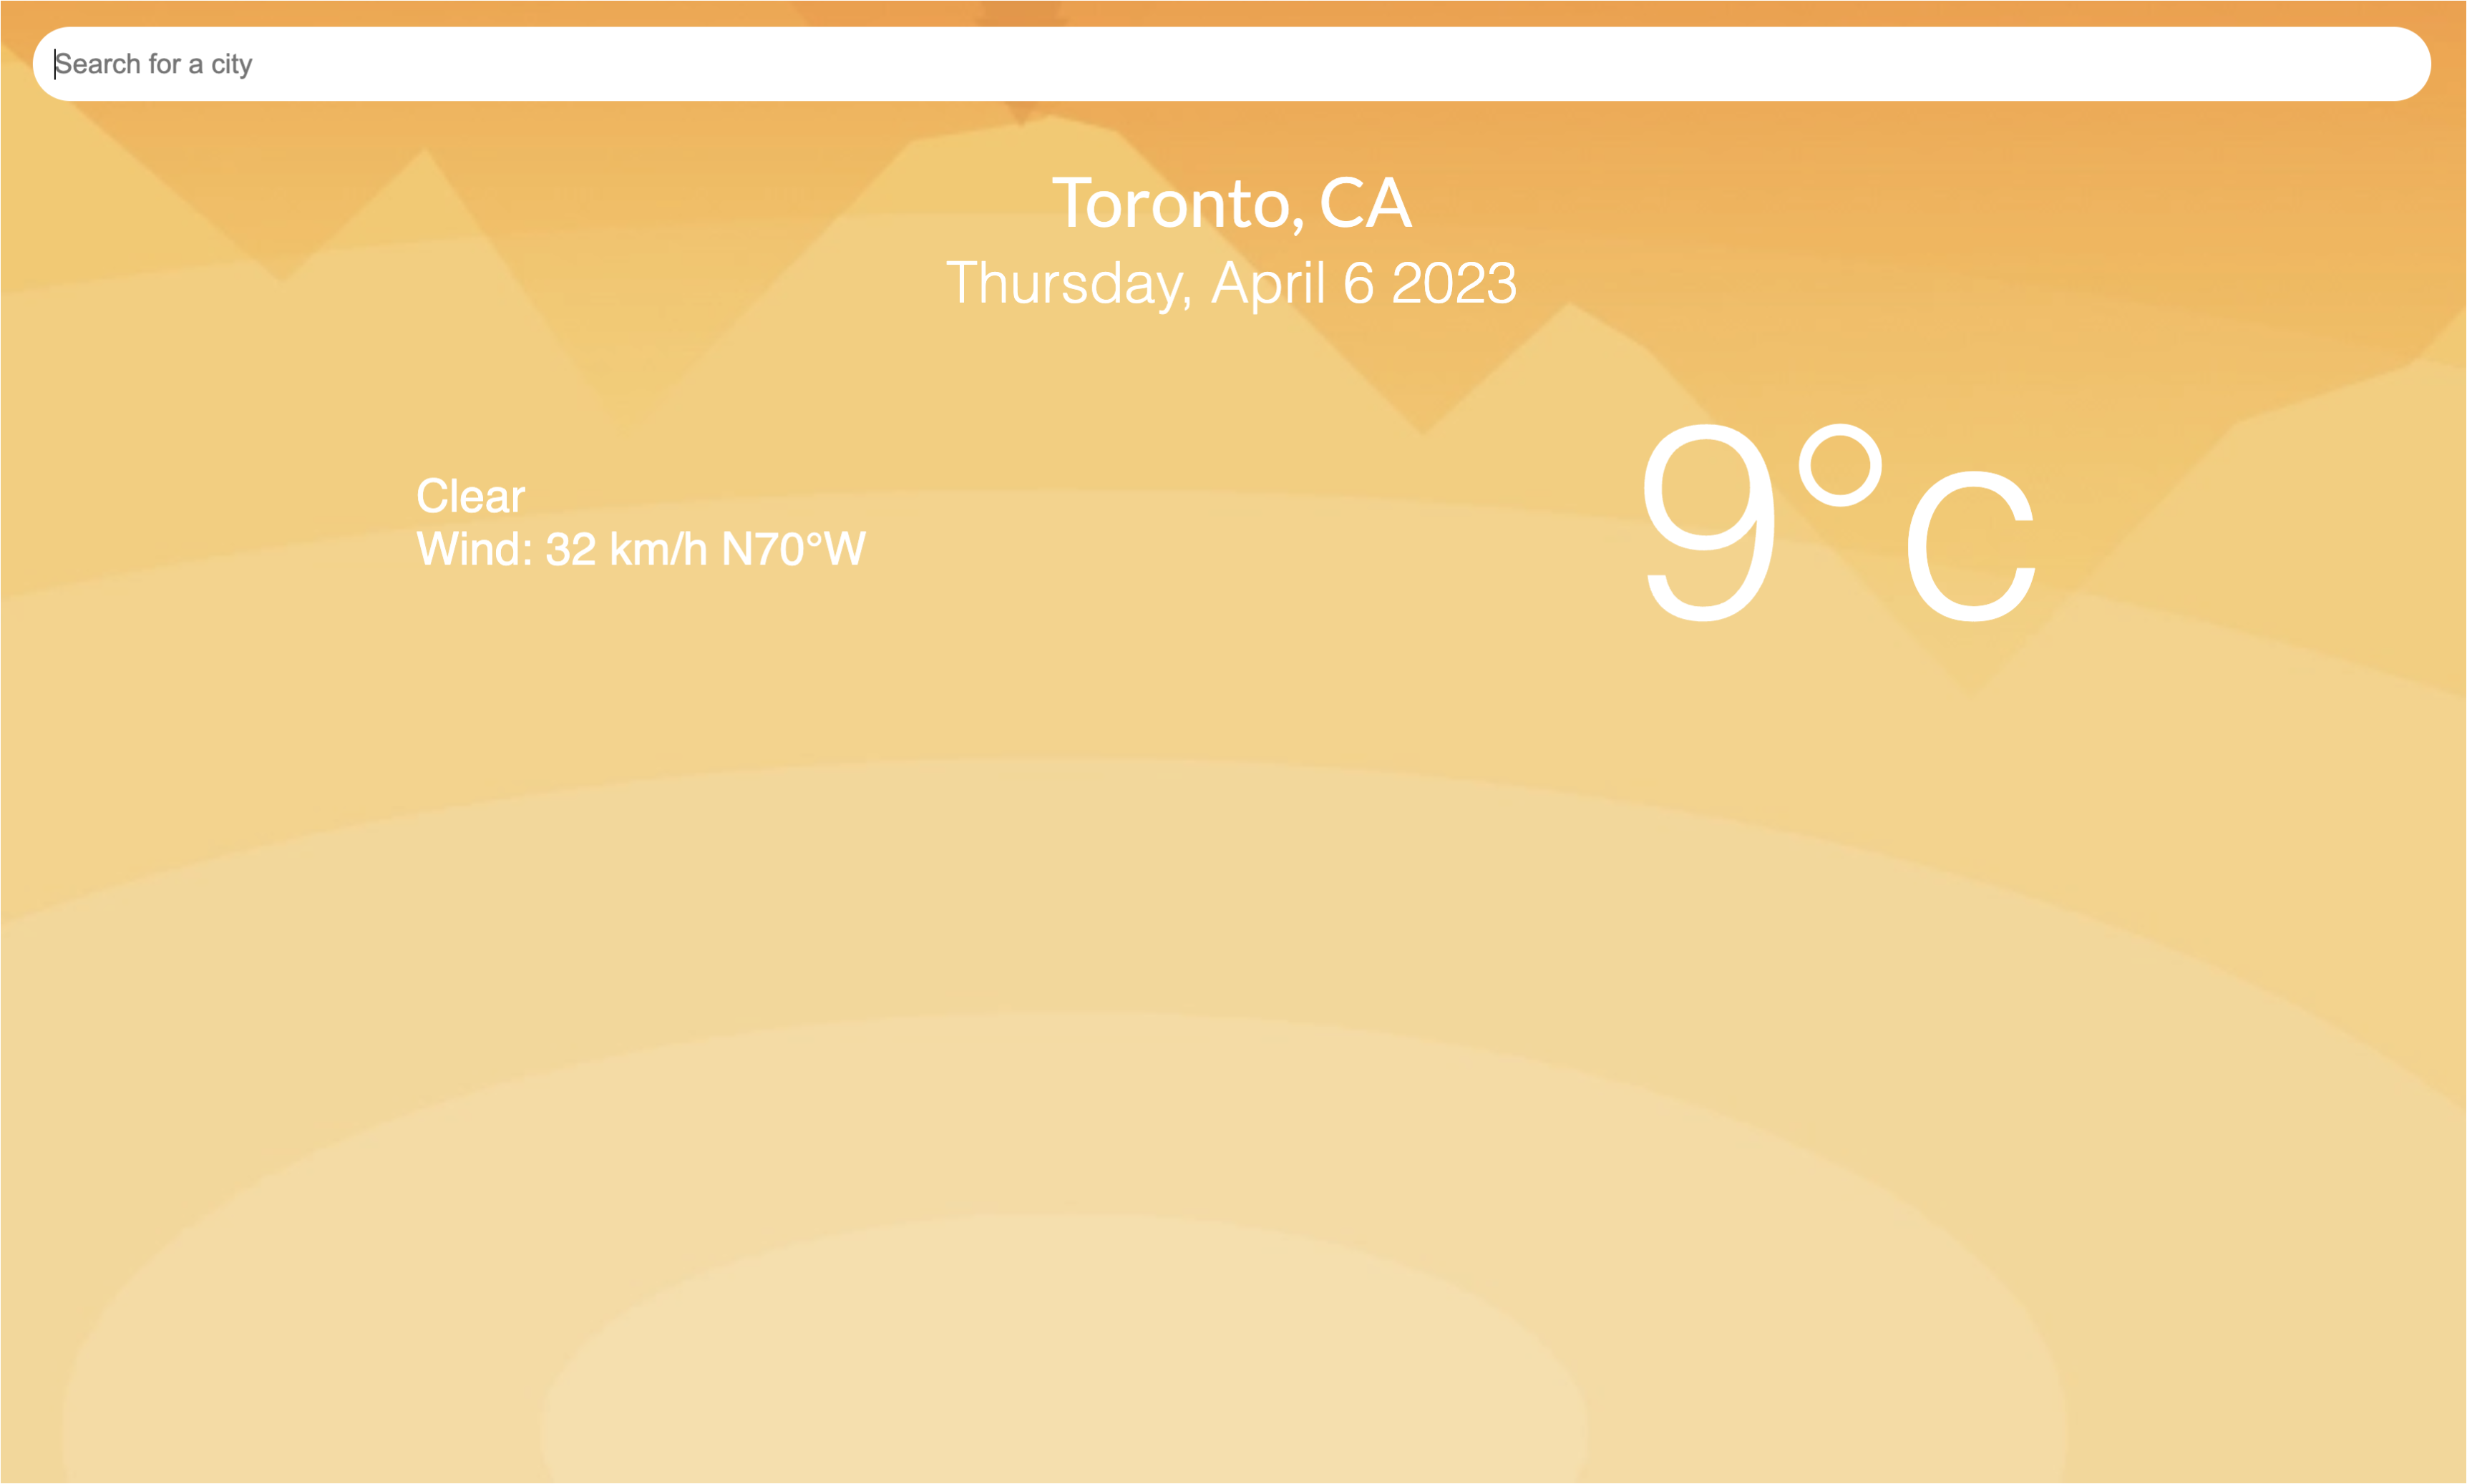 Search for a city
Toronto, CA
Thursday, April 6 2023
Clear
Wind: 32 km/h N70°W
9°c